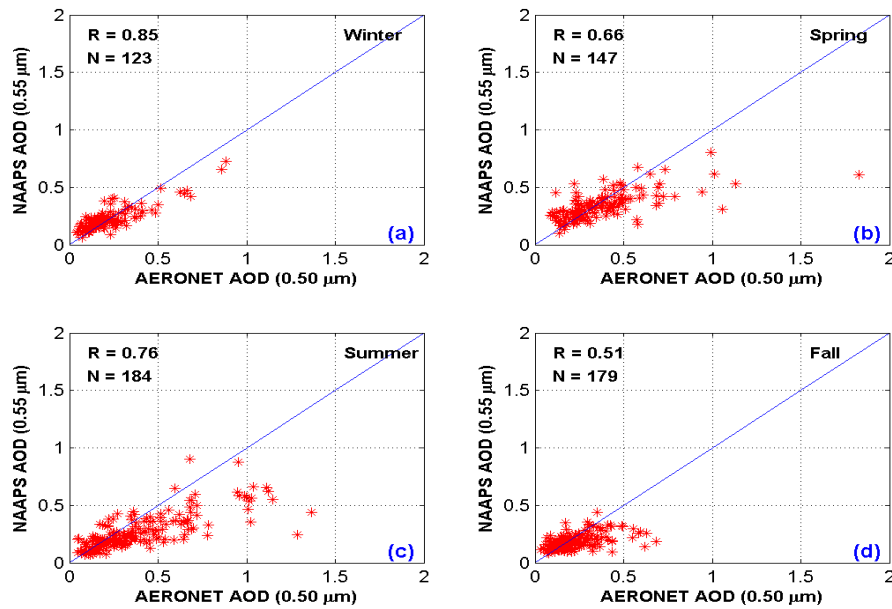 2
1.5
1
0.5
0
NAAPS AOD (0.55 μm)
R = 0.85
N = 123
Winter
(a)
0 0.5 1 1.5 2
AERONET AOD (0.50 μm)
2
1.5
1
0.5
0
NAAPS AOD (0.55 μm)
R = 0.66
N = 147
Spring
(b)
0 0.5 1 1.5 2
AERONET AOD (0.50 μm)
2
1.5
1
0.5
0
NAAPS AOD (0.55 μm)
R = 0.76
N = 184
Summer
(c)
0 0.5 1 1.5 2
AERONET AOD (0.50 μm)
2
1.5
1
0.5
0
NAAPS AOD (0.55 μm)
R = 0.51
N = 179
Fall
(d)
0 0.5 1 1.5 2
AERONET AOD (0.50 μm)